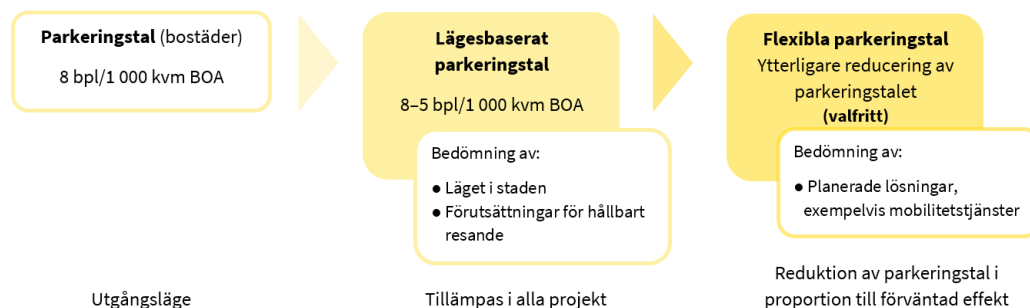 Parkeringstal (bostäder)
8 bpl/1 000 kvm BOA
Utgångsläge
Lägesbaserat
parkeringstal
8–5 bpl/1 000 kvm BOA
Bedömning av:
● Läget i staden
● Förutsättningar för hållbart
resande
Tillämpas i alla projekt
Flexibla parkeringstal
Ytterligare reducering av
parkeringstalet
(valfritt)
Bedömning av:
● Planerade lösningar,
exempelvis mobilitetstjänster
Reduktion av parkeringstal i
proportion till förväntad effekt